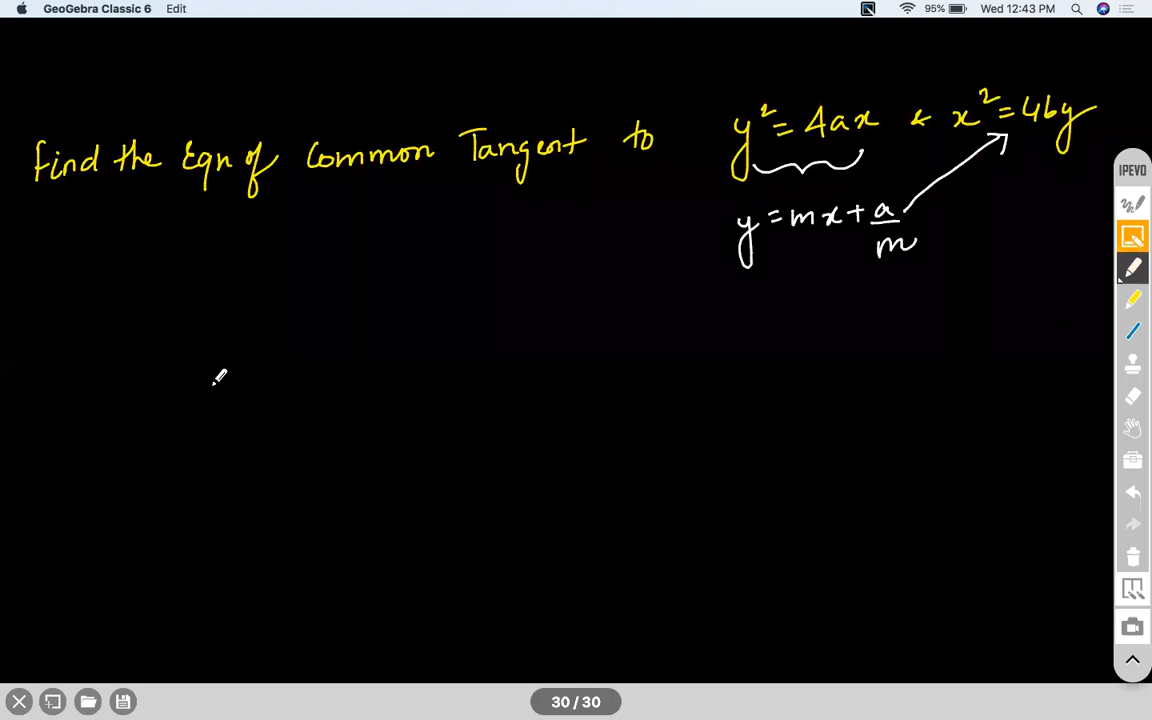 GeoGebra Classic 6 Edit 95% Wed 12:43 PM
find the Eqn of Common Tangent to y² = 4ax & x² = 4by
y = mx + a/m
IPEVO
30 / 30